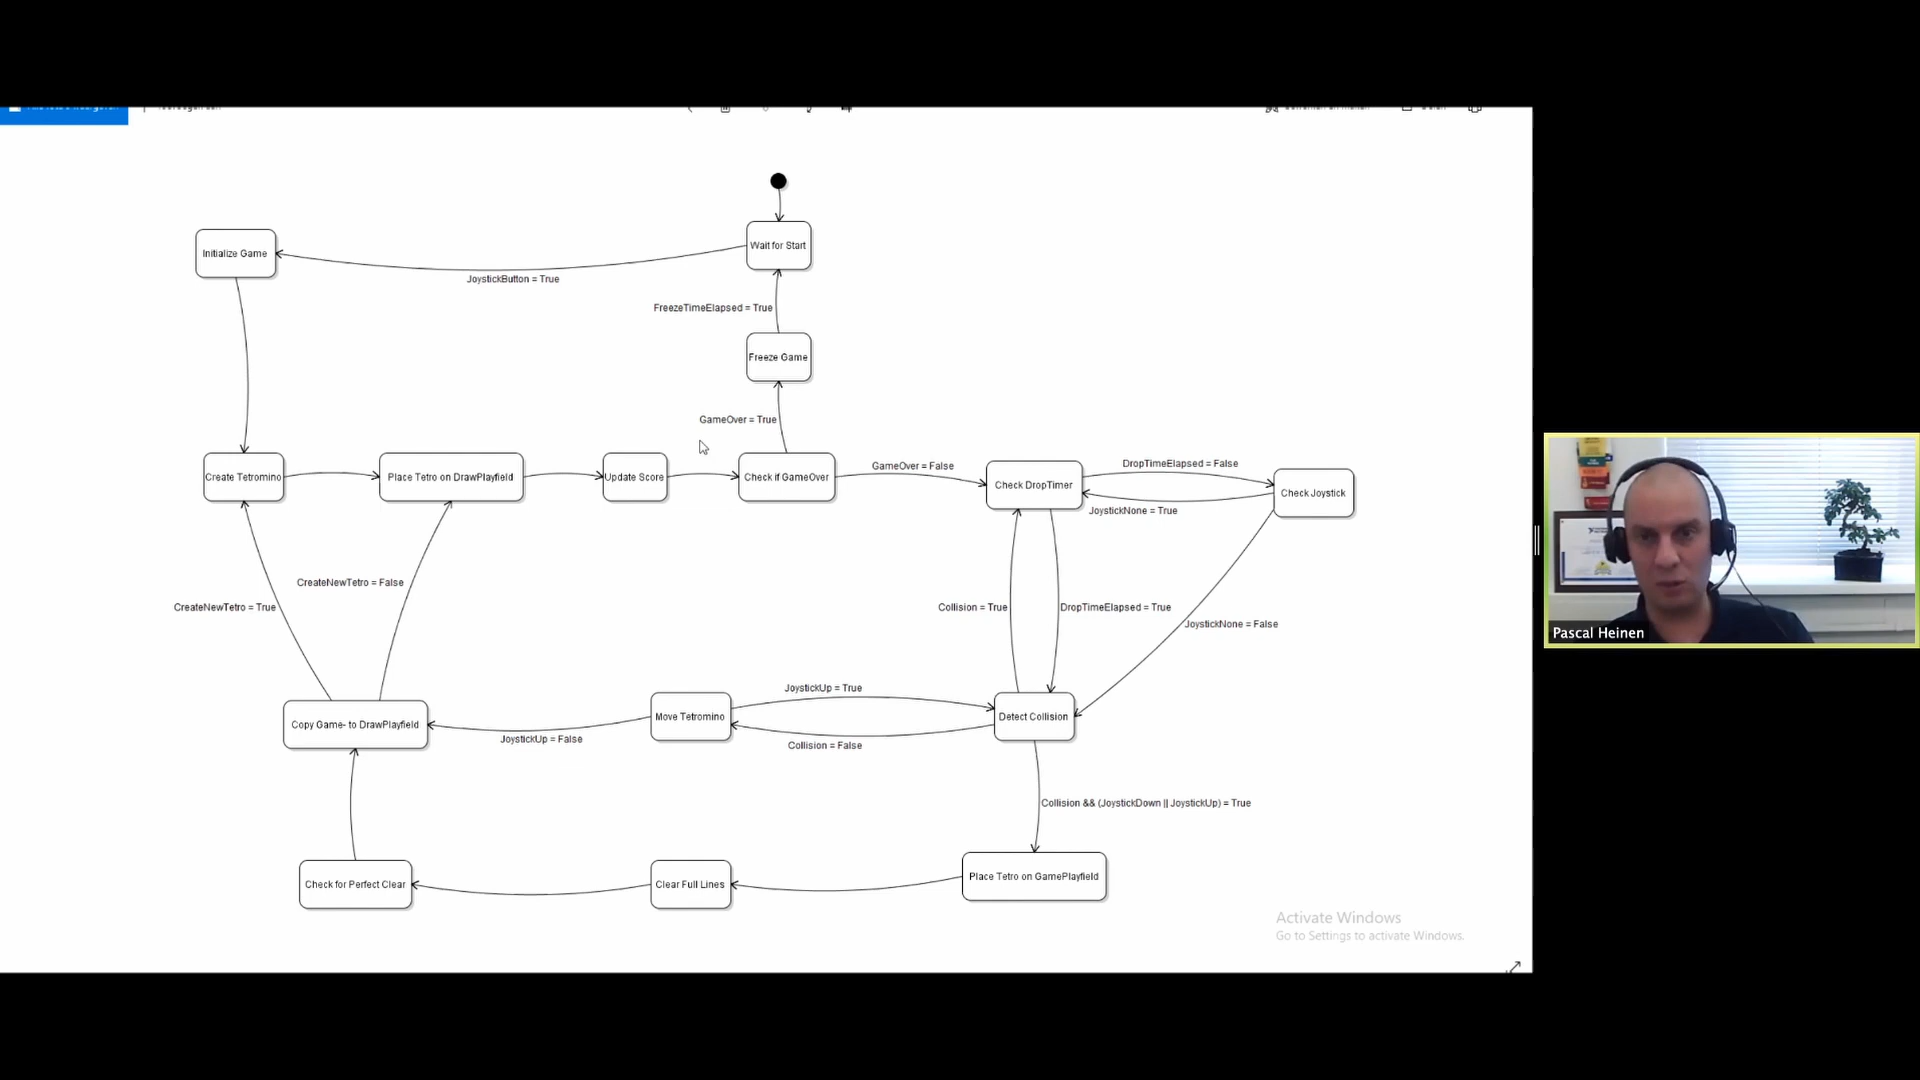 Wait for Start
Initialize Game
JoystickButton = True
FreezeTimeElapsed = True
Freeze Game
GameOver = True
Create Tetromino
Place Tetro on DrawPlayfield
Update Score
Check if GameOver
GameOver = False
Check DropTimer
DropTimeElapsed = False
JoystickNone = True
Check Joystick
CreateNewTetro = False
CreateNewTetro = True
Collision = True
DropTimeElapsed = True
JoystickNone = False
Pascal Heinen
Copy Game- to DrawPlayfield
JoystickUp = False
Move Tetromino
JoystickUp = True
Collision = False
Detect Collision
Collision && (JoystickDown || JoystickUp) = True
Check for Perfect Clear
Clear Full Lines
Place Tetro on GamePlayfield
Activate Windows
Go to Settings to activate Windows.